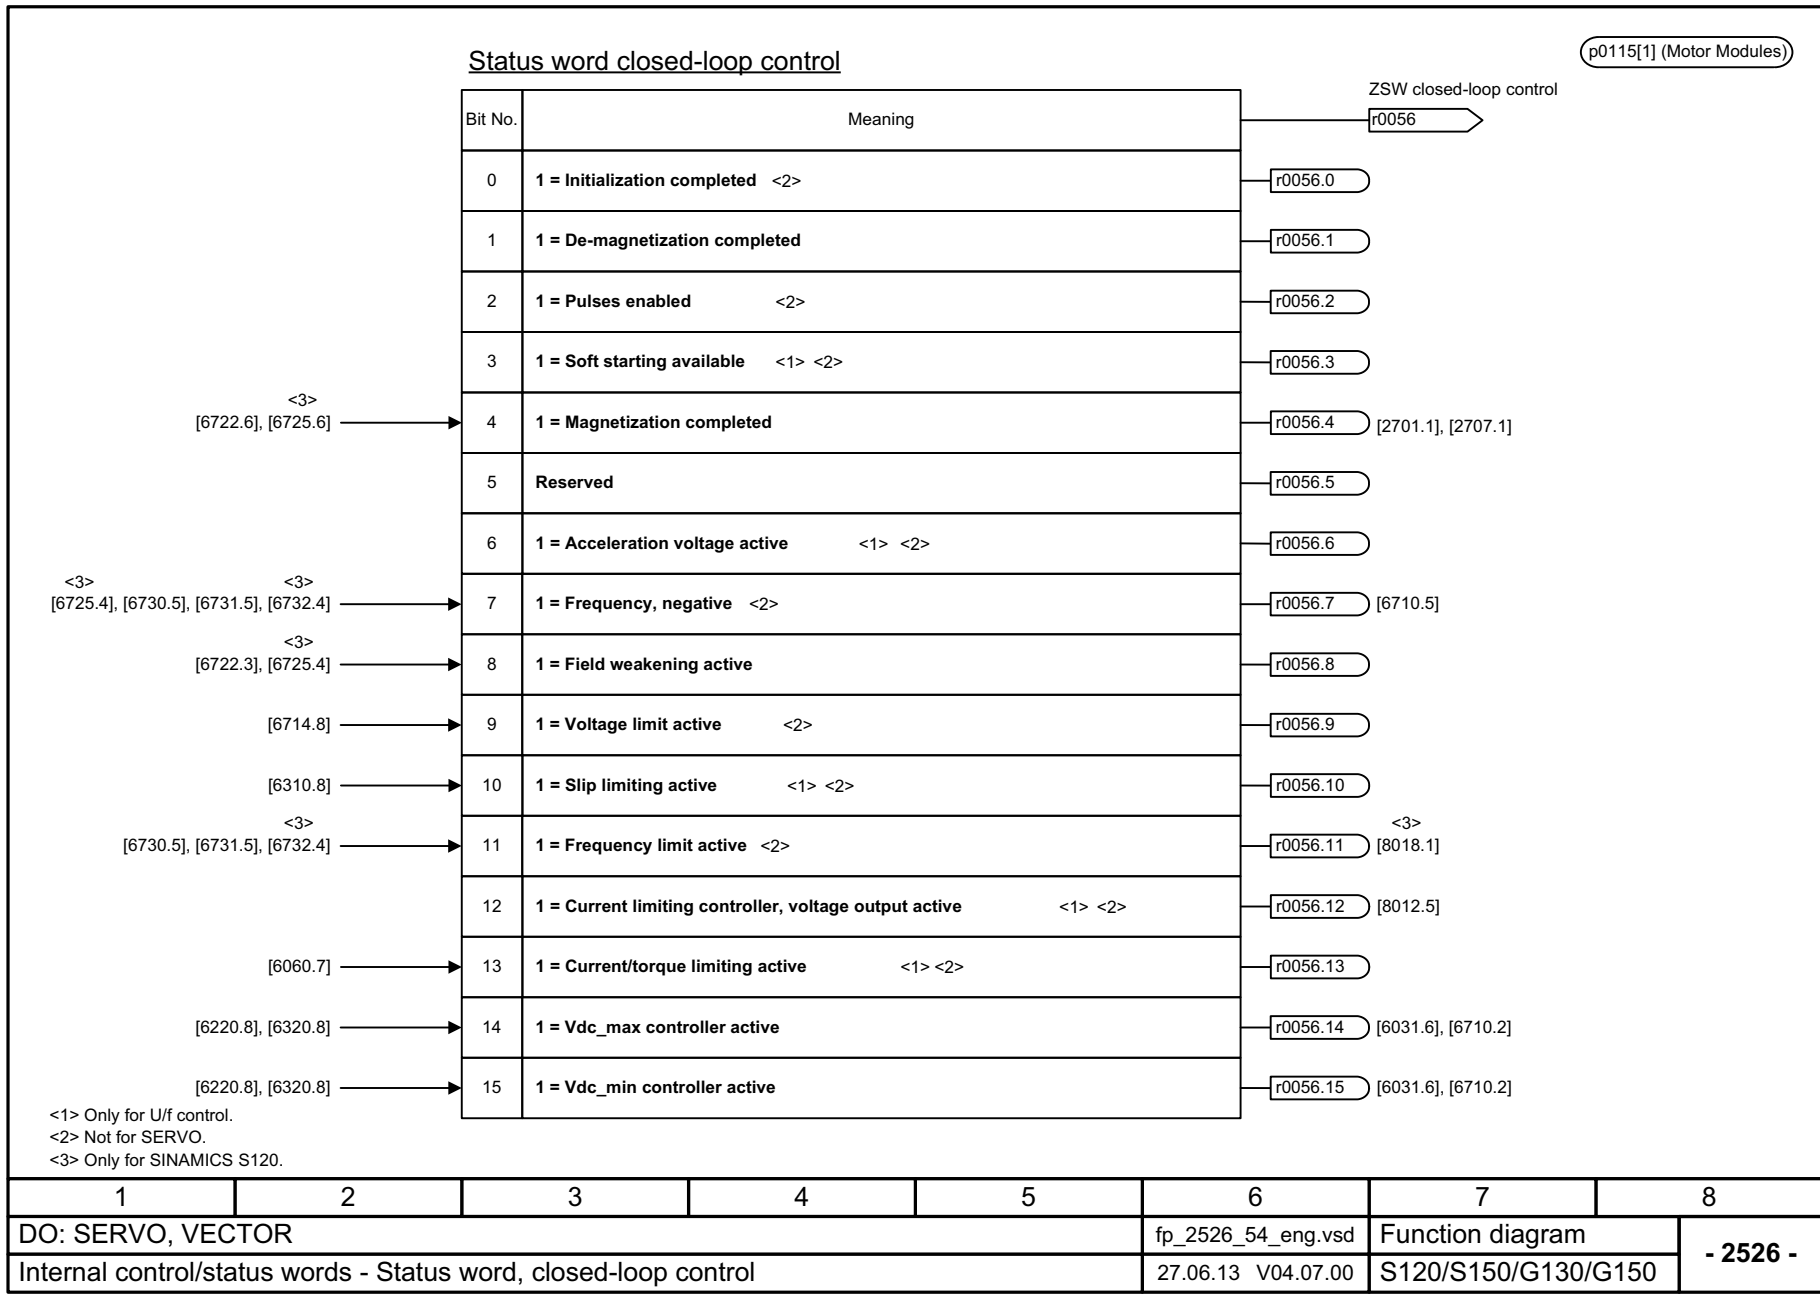 Status word closed-loop control
p0115[1] (Motor Modules)
ZSW closed-loop control
Bit No. Meaning r0056
0 1 = Initialization completed <2> r0056.0
1 1 = De-magnetization completed r0056.1
2 1 = Pulses enabled <2> r0056.2
3 1 = Soft starting available <1> <2> r0056.3
<3>
[6722.6], [6725.6] 4 1 = Magnetization completed r0056.4 [2701.1], [2707.1]
5 Reserved r0056.5
6 1 = Acceleration voltage active <1> <2> r0056.6
<3> <3>
[6725.4], [6730.5], [6731.5], [6732.4] 7 1 = Frequency, negative <2> r0056.7 [6710.5]
<3>
[6722.3], [6725.4] 8 1 = Field weakening active r0056.8
[6714.8] 9 1 = Voltage limit active <2> r0056.9
[6310.8] 10 1 = Slip limiting active <1> <2> r0056.10
<3> <3>
[6730.5], [6731.5], [6732.4] 11 1 = Frequency limit active <2> r0056.11 [8018.1]
12 1 = Current limiting controller, voltage output active <1> <2> r0056.12 [8012.5]
[6060.7] 13 1 = Current/torque limiting active <1> <2> r0056.13
[6220.8], [6320.8] 14 1 = Vdc_max controller active r0056.14 [6031.6], [6710.2]
[6220.8], [6320.8] 15 1 = Vdc_min controller active r0056.15 [6031.6], [6710.2]
<1> Only for U/f control.
<2> Not for SERVO.
<3> Only for SINAMICS S120.
1 2 3 4 5 6 7 8
DO: SERVO, VECTOR fp_2526_54_eng.vsd Function diagram
- 2526 -
Internal control/status words - Status word, closed-loop control 27.06.13 V04.07.00 S120/S150/G130/G150